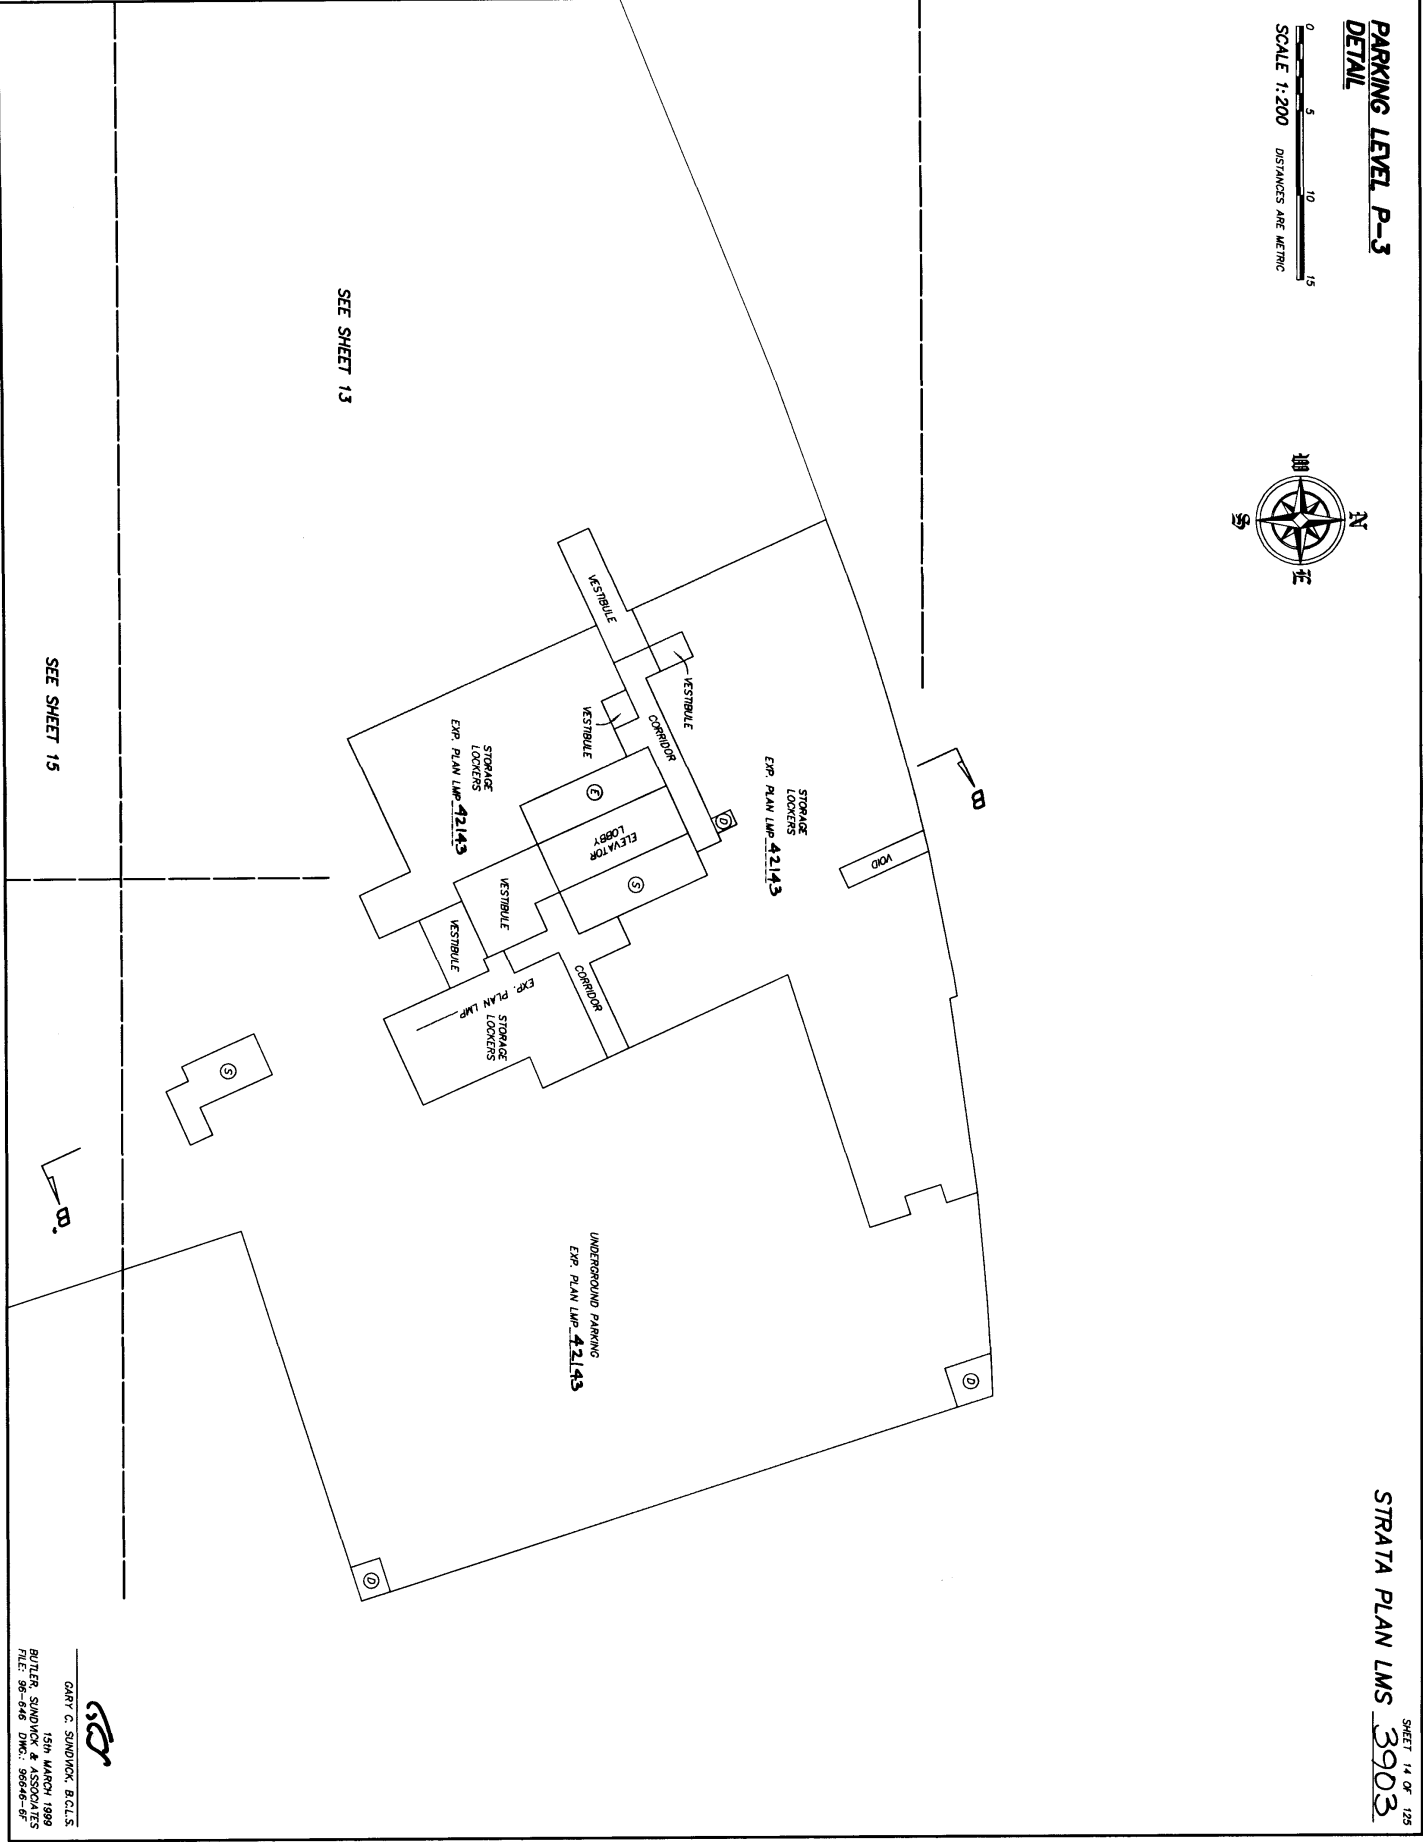 SHEET 14 OF 125
STRATA PLAN LMS 3903
PARKING LEVEL P-3
DETAIL
0 5 10 15
SCALE 1:200 DISTANCES ARE METRIC
N
W
E
S
B
VOID
STORAGE
LOCKERS
EXP. PLAN LMP 42143
D
VESTIBULE
CORRIDOR
VESTIBULE
VESTIBULE
E
ELEVATOR
LOBBY
S
STORAGE
LOCKERS
EXP. PLAN LMP 42143
VESTIBULE
VESTIBULE
CORRIDOR
STORAGE
LOCKERS
EXP. PLAN LMP
UNDERGROUND PARKING
EXP. PLAN LMP 42143
D
D
S
SEE SHEET 13
SEE SHEET 15
B
GARY C. SUNDVICK, B.C.L.S.
15th MARCH 1999
BUTLER, SUNDVICK & ASSOCIATES
FILE: 96-646 DWG.: 96646-6F